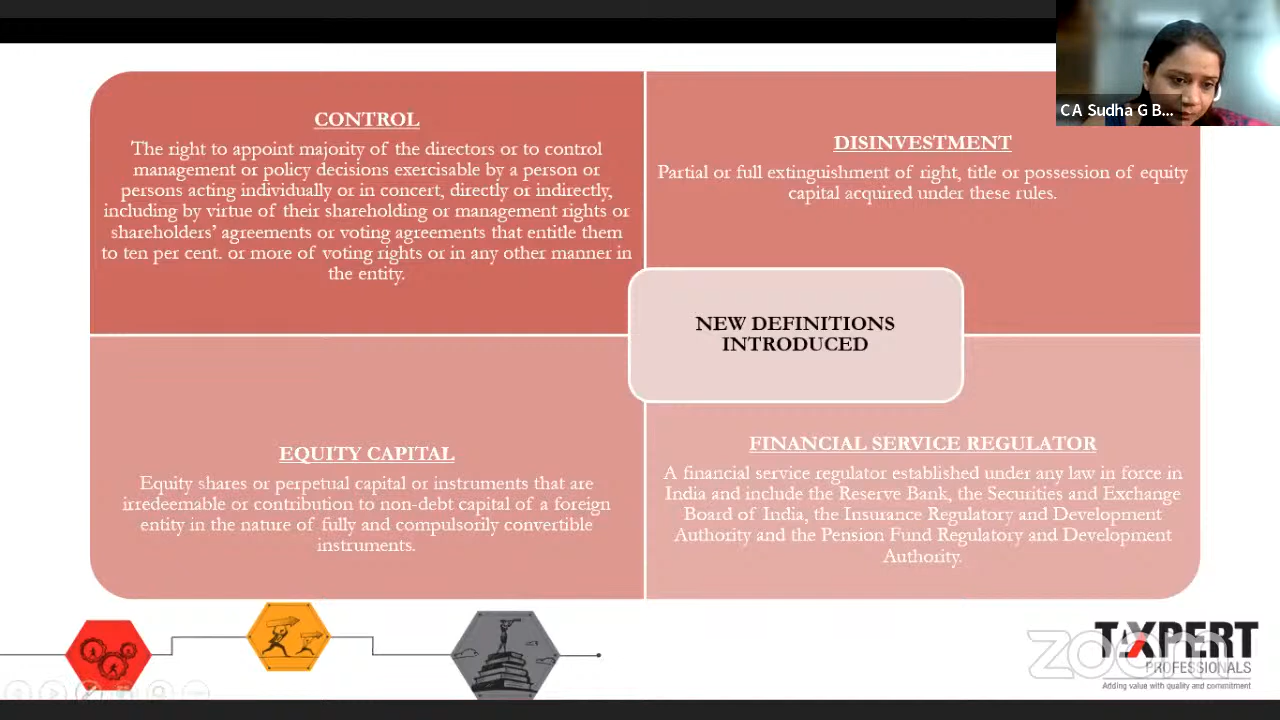 CA Sudha G B...
CONTROL
The right to appoint majority of the directors or to control
management or policy decisions exercisable by a person or
persons acting individually or in concert, directly or indirectly,
including by virtue of their shareholding or management rights or
shareholders' agreements or voting agreements that entitle them
to ten per cent. or more of voting rights or in any other manner in
the entity.
DISINVESTMENT
Partial or full extinguishment of right, title or possession of equity
capital acquired under these rules.
NEW DEFINITIONS
INTRODUCED
EQUITY CAPITAL
Equity shares or perpetual capital or instruments that are
irredeemable or contribution to non-debt capital of a foreign
entity in the nature of fully and compulsorily convertible
instruments.
FINANCIAL SERVICE REGULATOR
A financial service regulator established under any law in force in
India and include the Reserve Bank, the Securities and Exchange
Board of India, the Insurance Regulatory and Development
Authority and the Pension Fund Regulatory and Development
Authority.
TAXPERT
PROFESSIONALS
Adding value with quality and commitment
zoom